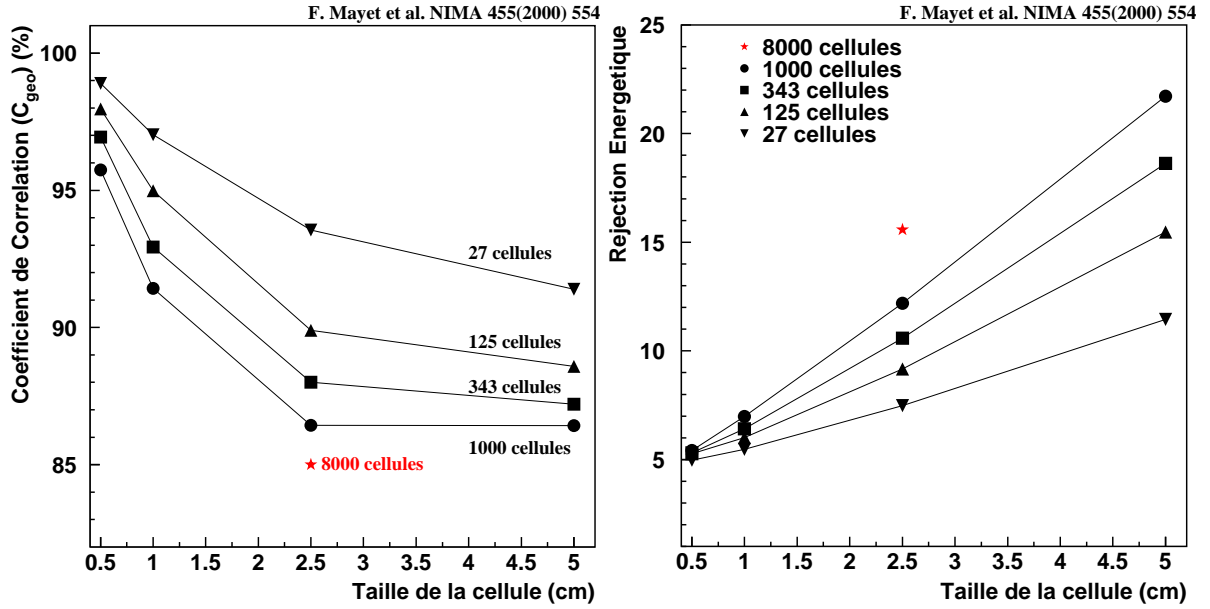 F. Mayet et al. NIMA 455(2000) 554
Coefficient de Correlation (C_geo) (%)
100
95
90
85
27 cellules
125 cellules
343 cellules
1000 cellules
8000 cellules
0.5 1 1.5 2 2.5 3 3.5 4 4.5 5
Taille de la cellule (cm)
F. Mayet et al. NIMA 455(2000) 554
Rejection Energetique
25
20
15
10
5
8000 cellules
1000 cellules
343 cellules
125 cellules
27 cellules
0.5 1 1.5 2 2.5 3 3.5 4 4.5 5
Taille de la cellule (cm)